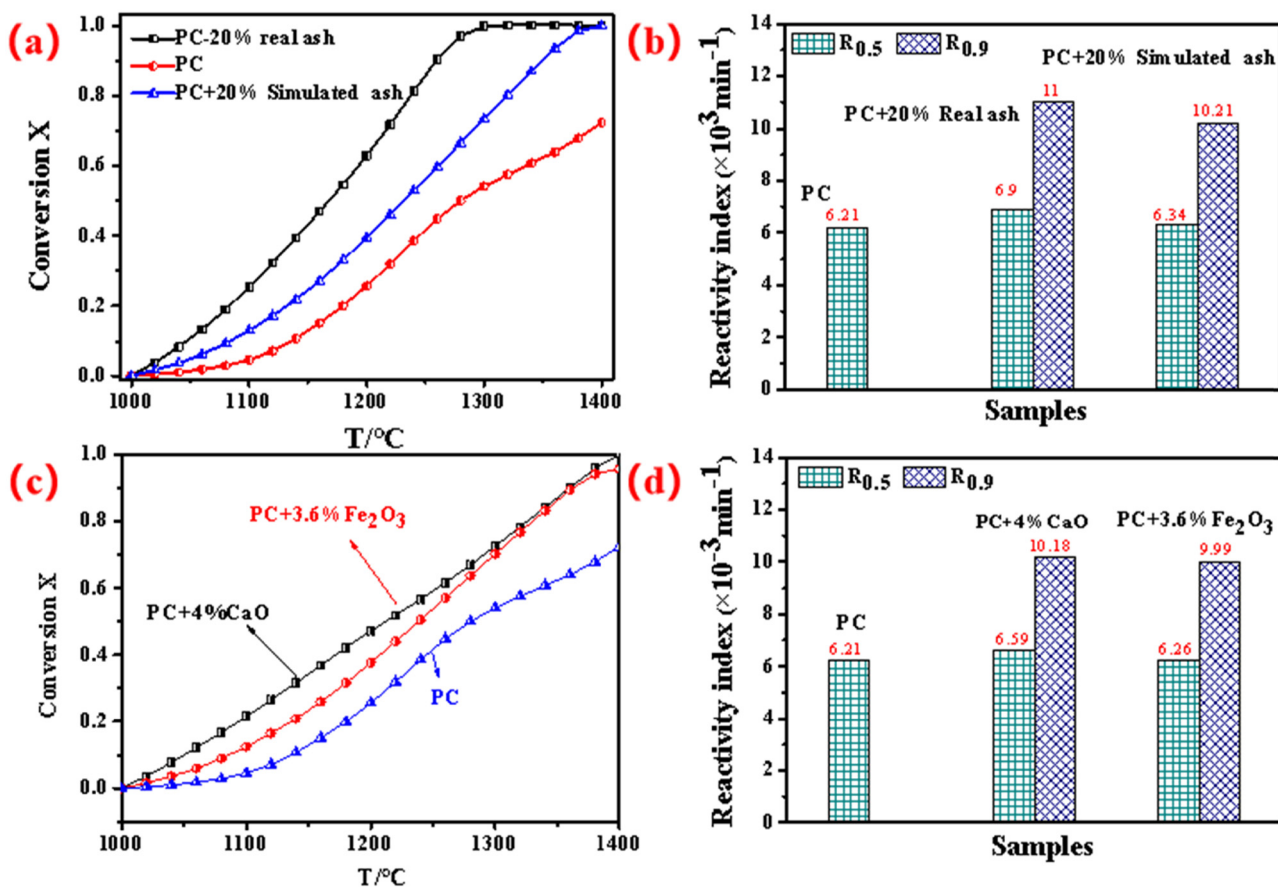 (a)
PC-20% real ash
PC
PC+20% Simulated ash
Conversion X
1.0
0.8
0.6
0.4
0.2
0.0
1000 1100 1200 1300 1400
T/°C
(b)
R0.5 R0.9
PC+20% Simulated ash
PC+20% Real ash
PC
6.21
6.9
11
6.34
10.21
Reactivity index (×10³min⁻¹)
14
12
10
8
6
4
2
0
Samples
(c)
PC+3.6% Fe₂O₃
PC+4%CaO
PC
Conversion X
1.0
0.8
0.6
0.4
0.2
0.0
1000 1100 1200 1300 1400
T/°C
(d)
R0.5 R0.9
PC+4% CaO
PC+3.6% Fe₂O₃
PC
6.21
6.59
10.18
6.26
9.99
Reactivity index (×10⁻³min⁻¹)
14
12
10
8
6
4
2
0
Samples